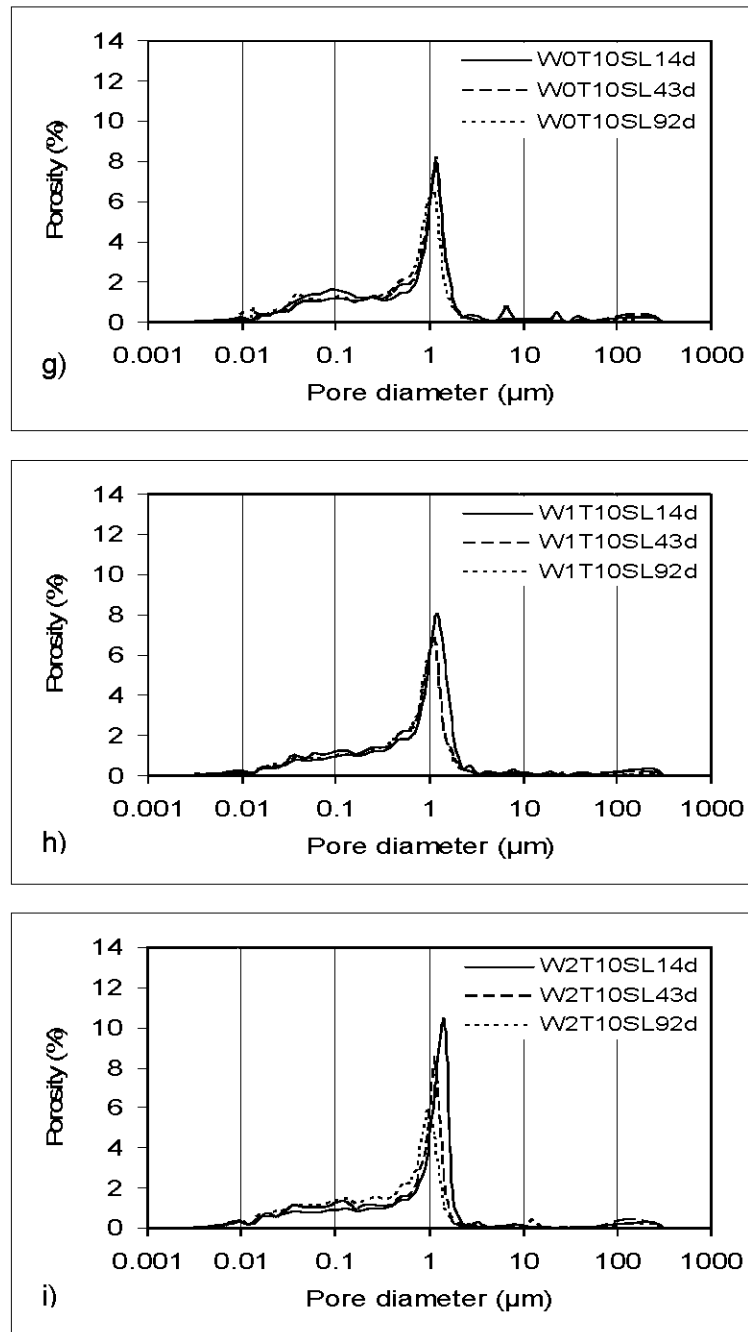 14
12
10
8
6
4
2
0
Porosity (%)
W0T10SL14d
W0T10SL43d
W0T10SL92d
0.001 0.01 0.1 1 10 100 1000
Pore diameter (µm)
g)
14
12
10
8
6
4
2
0
Porosity (%)
W1T10SL14d
W1T10SL43d
W1T10SL92d
0.001 0.01 0.1 1 10 100 1000
Pore diameter (µm)
h)
14
12
10
8
6
4
2
0
Porosity (%)
W2T10SL14d
W2T10SL43d
W2T10SL92d
0.001 0.01 0.1 1 10 100 1000
Pore diameter (µm)
i)